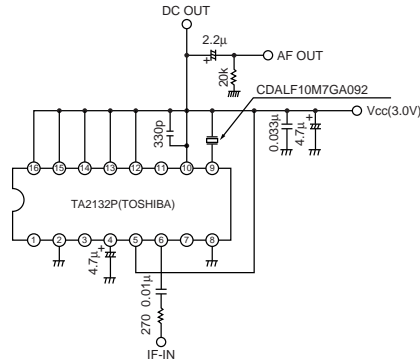 DC OUT
2.2μ
+
AF OUT
20k
CDALF10M7GA092
Vcc(3.0V)
330p
0.033μ
4.7μ
+
16 15 14 13 12 11 10 9
TA2132P(TOSHIBA)
1 2 3 4 5 6 7 8
4.7μ
+
0.01μ
270
IF-IN